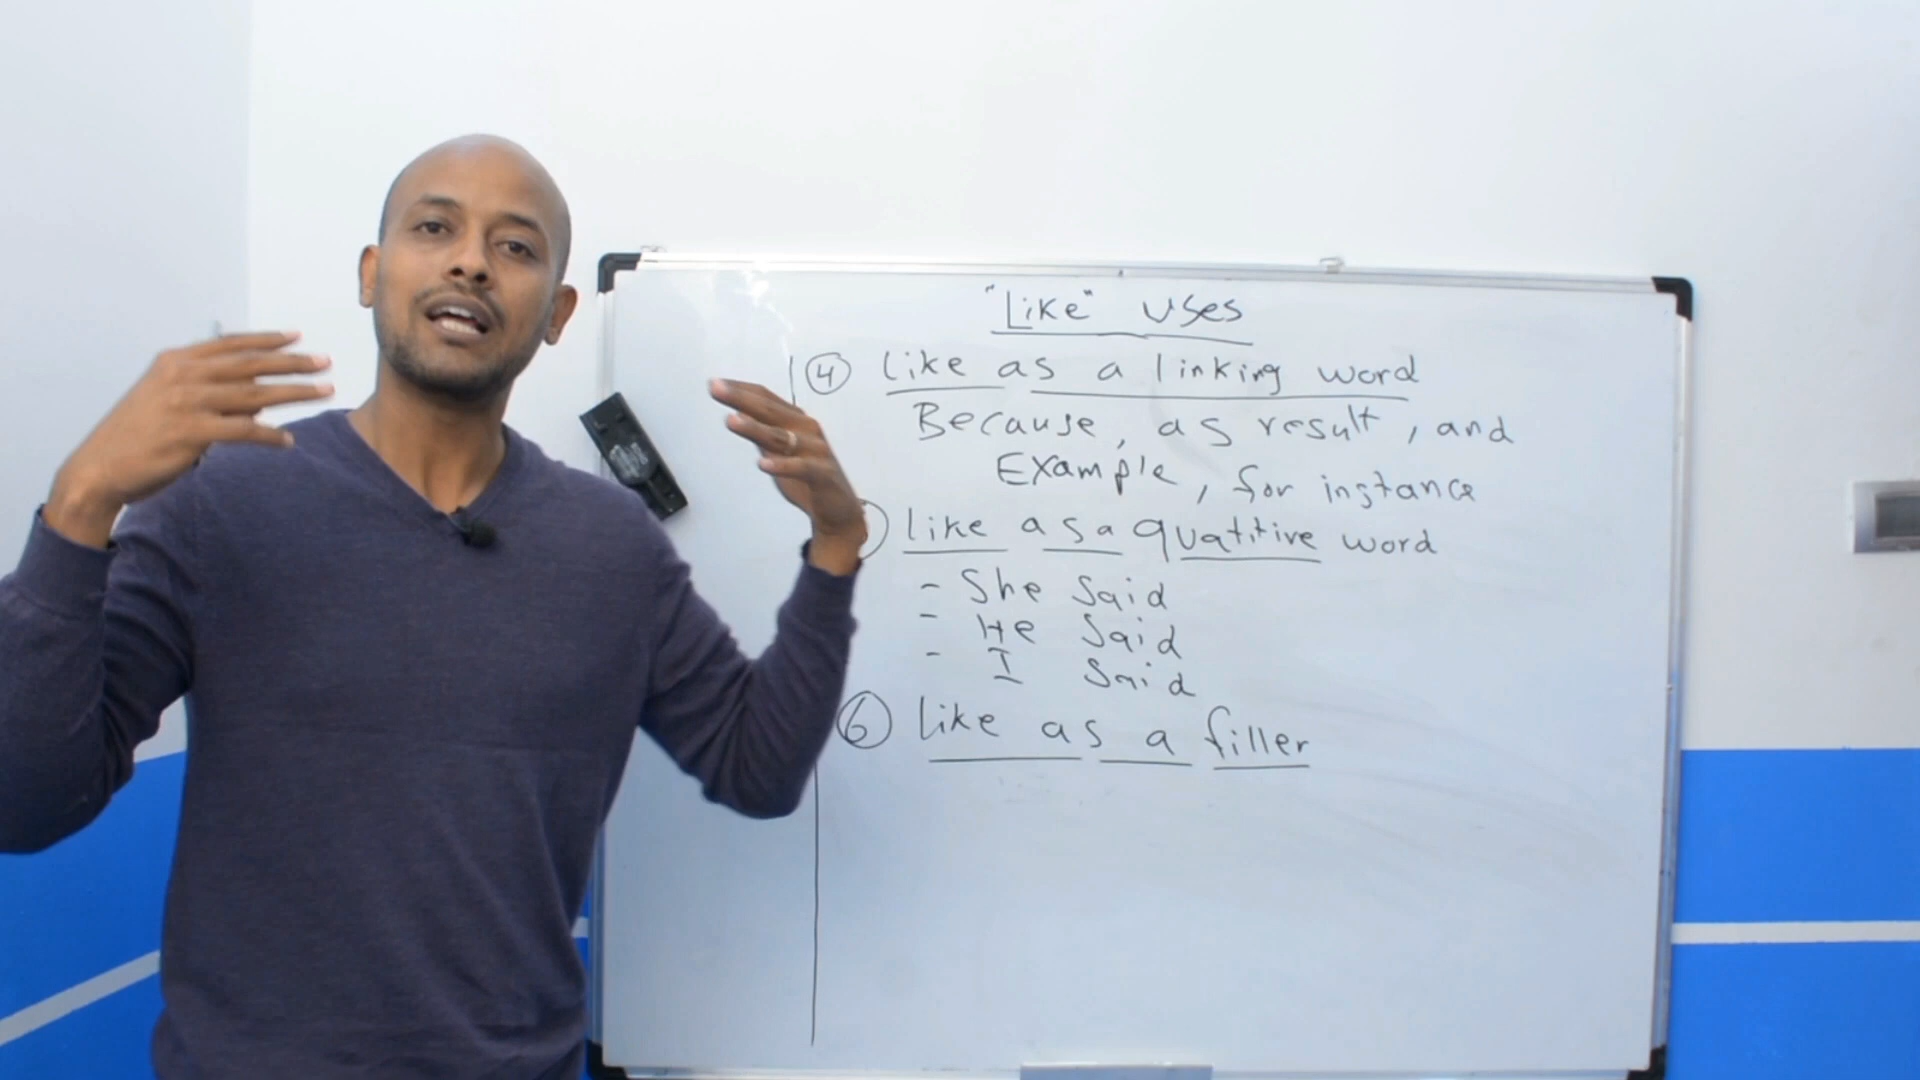 "Like" uses
4 like as a linking word
Because, as result, and
Example, for instance
like as a quatitive word
- She said
- He said
- I said
6 like as a filler